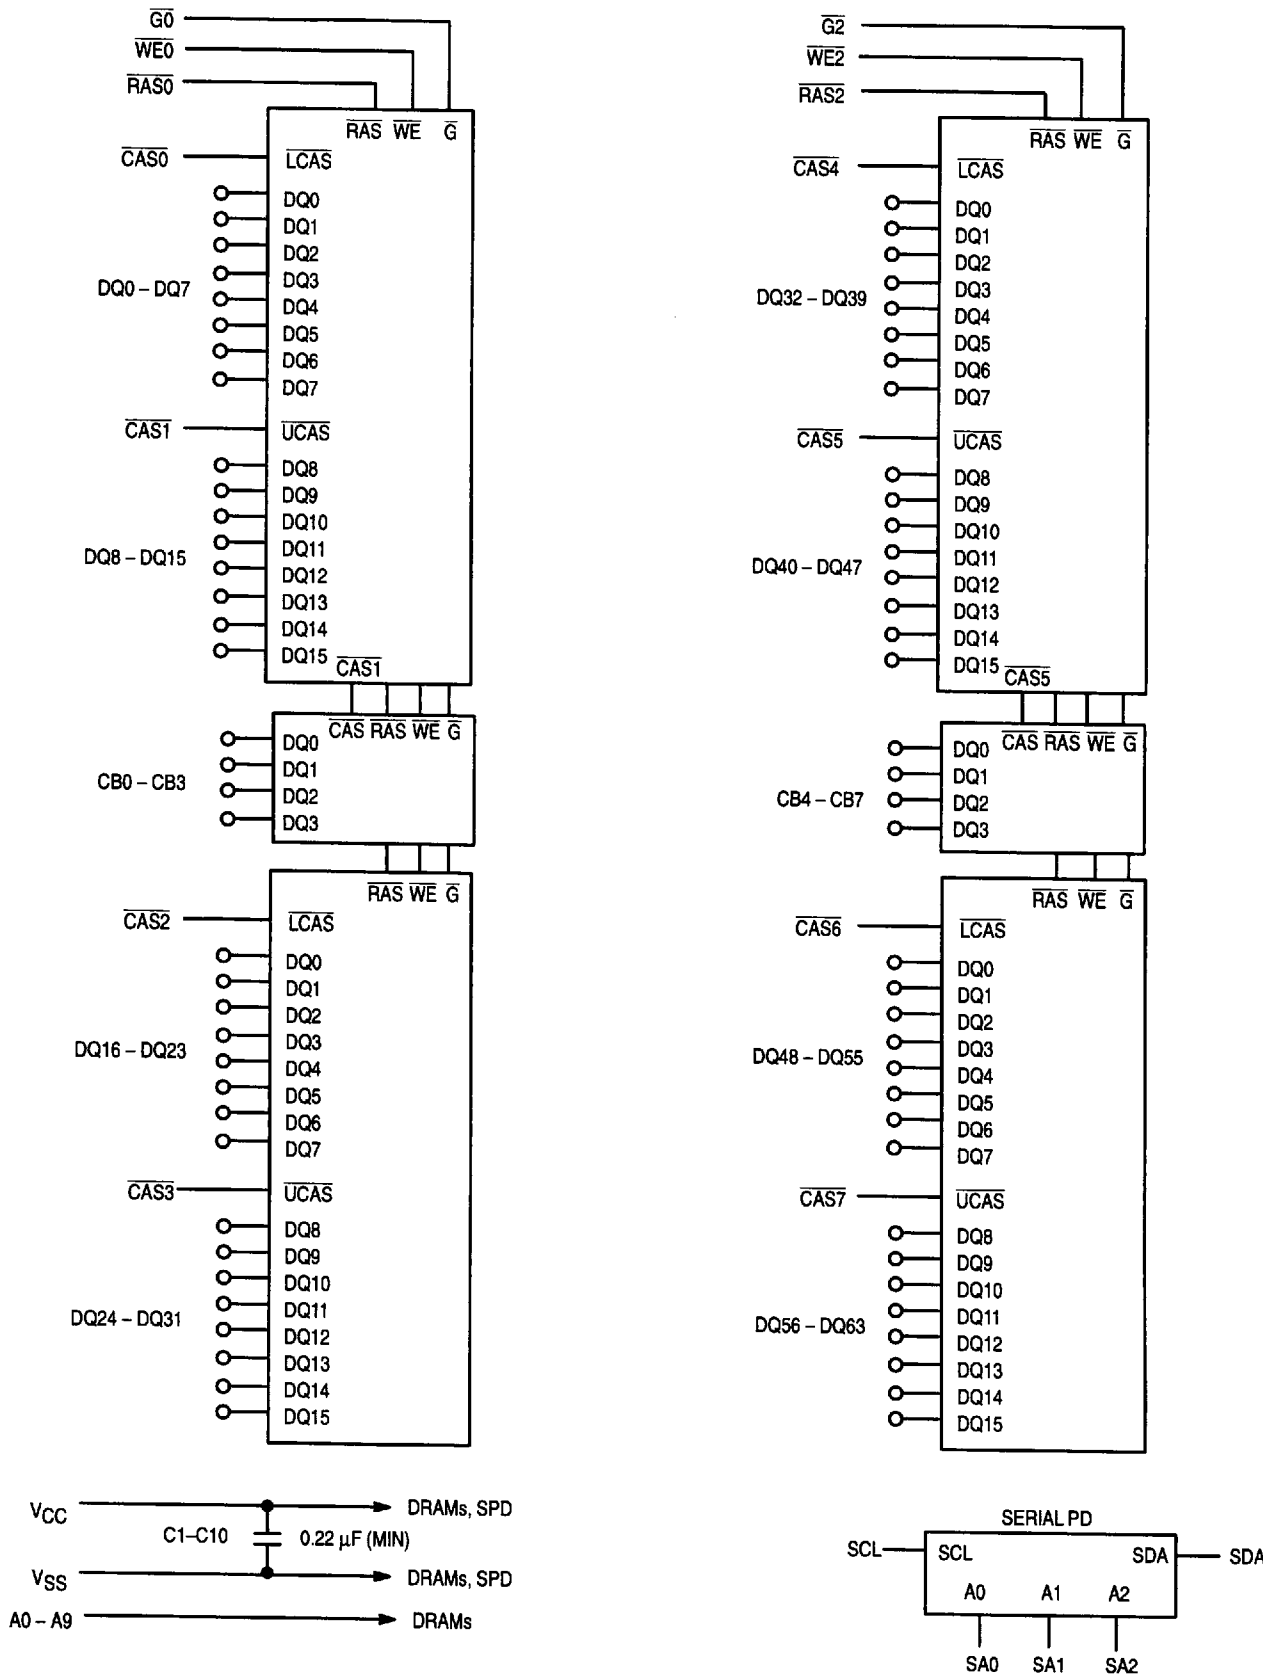 G0
WE0
RAS0
RAS WE G
CAS0
LCAS
DQ0
DQ1
DQ2
DQ3
DQ0 – DQ7
DQ4
DQ5
DQ6
DQ7
CAS1
UCAS
DQ8
DQ9
DQ10
DQ11
DQ8 – DQ15
DQ12
DQ13
DQ14
DQ15
CAS1
CAS RAS WE G
DQ0
DQ1
CB0 – CB3
DQ2
DQ3
RAS WE G
CAS2
LCAS
DQ0
DQ1
DQ2
DQ3
DQ16 – DQ23
DQ4
DQ5
DQ6
DQ7
CAS3
UCAS
DQ8
DQ9
DQ10
DQ11
DQ24 – DQ31
DQ12
DQ13
DQ14
DQ15
VCC
DRAMs, SPD
C1–C10
0.22 µF (MIN)
VSS
DRAMs, SPD
A0 – A9
DRAMs
G2
WE2
RAS2
RAS WE G
CAS4
LCAS
DQ0
DQ1
DQ2
DQ3
DQ32 – DQ39
DQ4
DQ5
DQ6
DQ7
CAS5
UCAS
DQ8
DQ9
DQ10
DQ11
DQ40 – DQ47
DQ12
DQ13
DQ14
DQ15
CAS5
CAS RAS WE G
DQ0
DQ1
CB4 – CB7
DQ2
DQ3
RAS WE G
CAS6
LCAS
DQ0
DQ1
DQ2
DQ3
DQ48 – DQ55
DQ4
DQ5
DQ6
DQ7
CAS7
UCAS
DQ8
DQ9
DQ10
DQ11
DQ56 – DQ63
DQ12
DQ13
DQ14
DQ15
SERIAL PD
SCL
SCL
SDA
SDA
A0 A1 A2
SA0 SA1 SA2